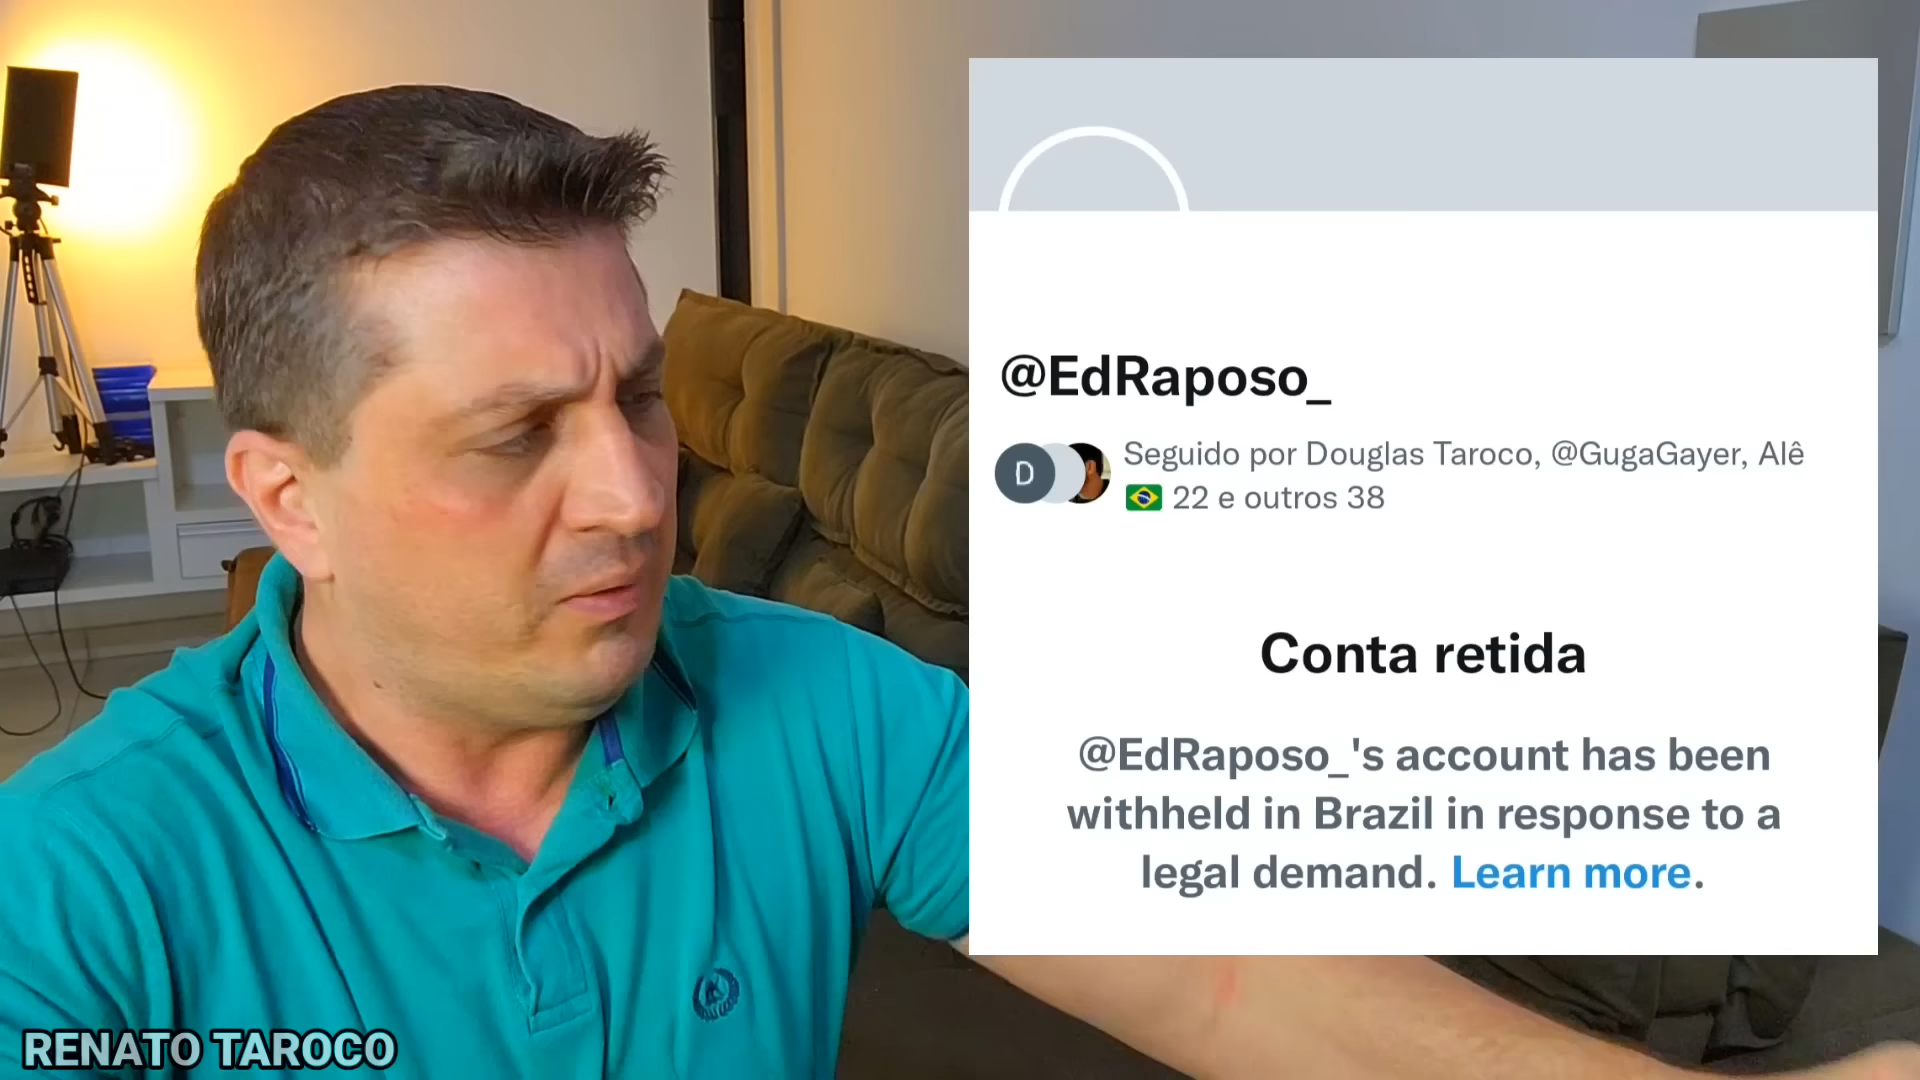 @EdRaposo_
D
Seguido por Douglas Taroco, @GugaGayer, Alê
22 e outros 38
Conta retida
@EdRaposo_'s account has been
withheld in Brazil in response to a
legal demand. Learn more.
RENATO TAROCO